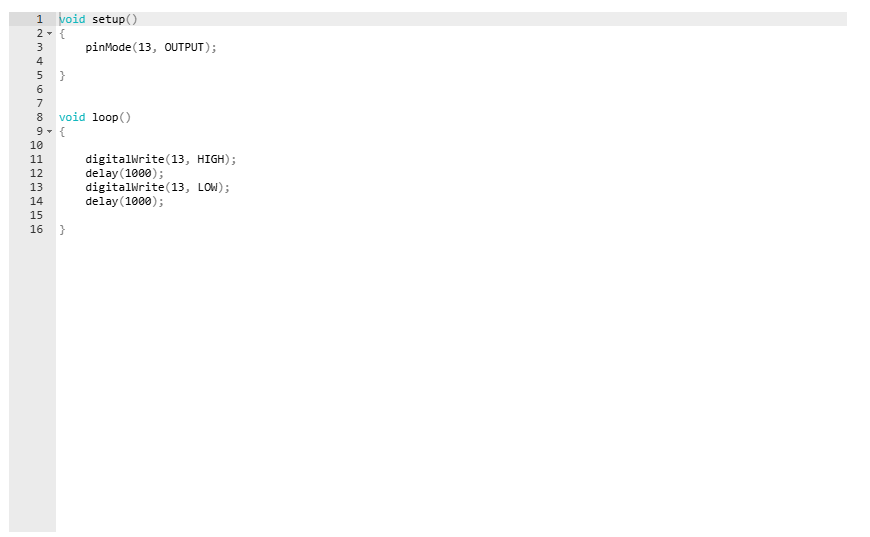 1 void setup()
2 {
3     pinMode(13, OUTPUT);
4
5 }
6
7
8 void loop()
9 {
10
11     digitalWrite(13, HIGH);
12     delay(1000);
13     digitalWrite(13, LOW);
14     delay(1000);
15
16 }